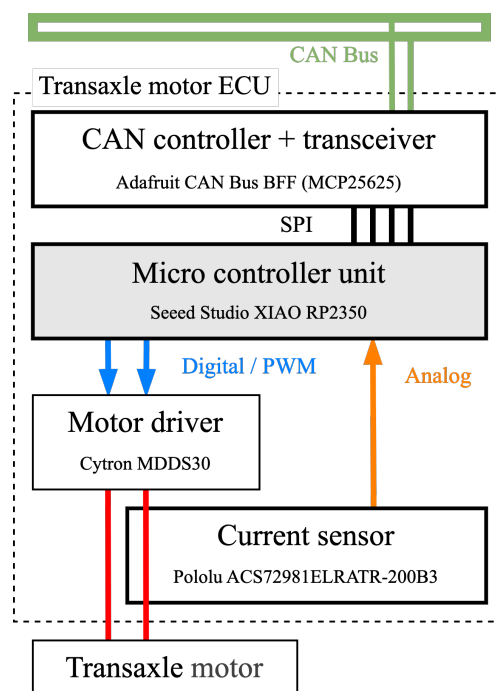 CAN Bus
Transaxle motor ECU
CAN controller + transceiver
Adafruit CAN Bus BFF (MCP25625)
SPI
Micro controller unit
Seeed Studio XIAO RP2350
Digital / PWM
Analog
Motor driver
Cytron MDDS30
Current sensor
Pololu ACS72981ELRATR-200B3
Transaxle motor